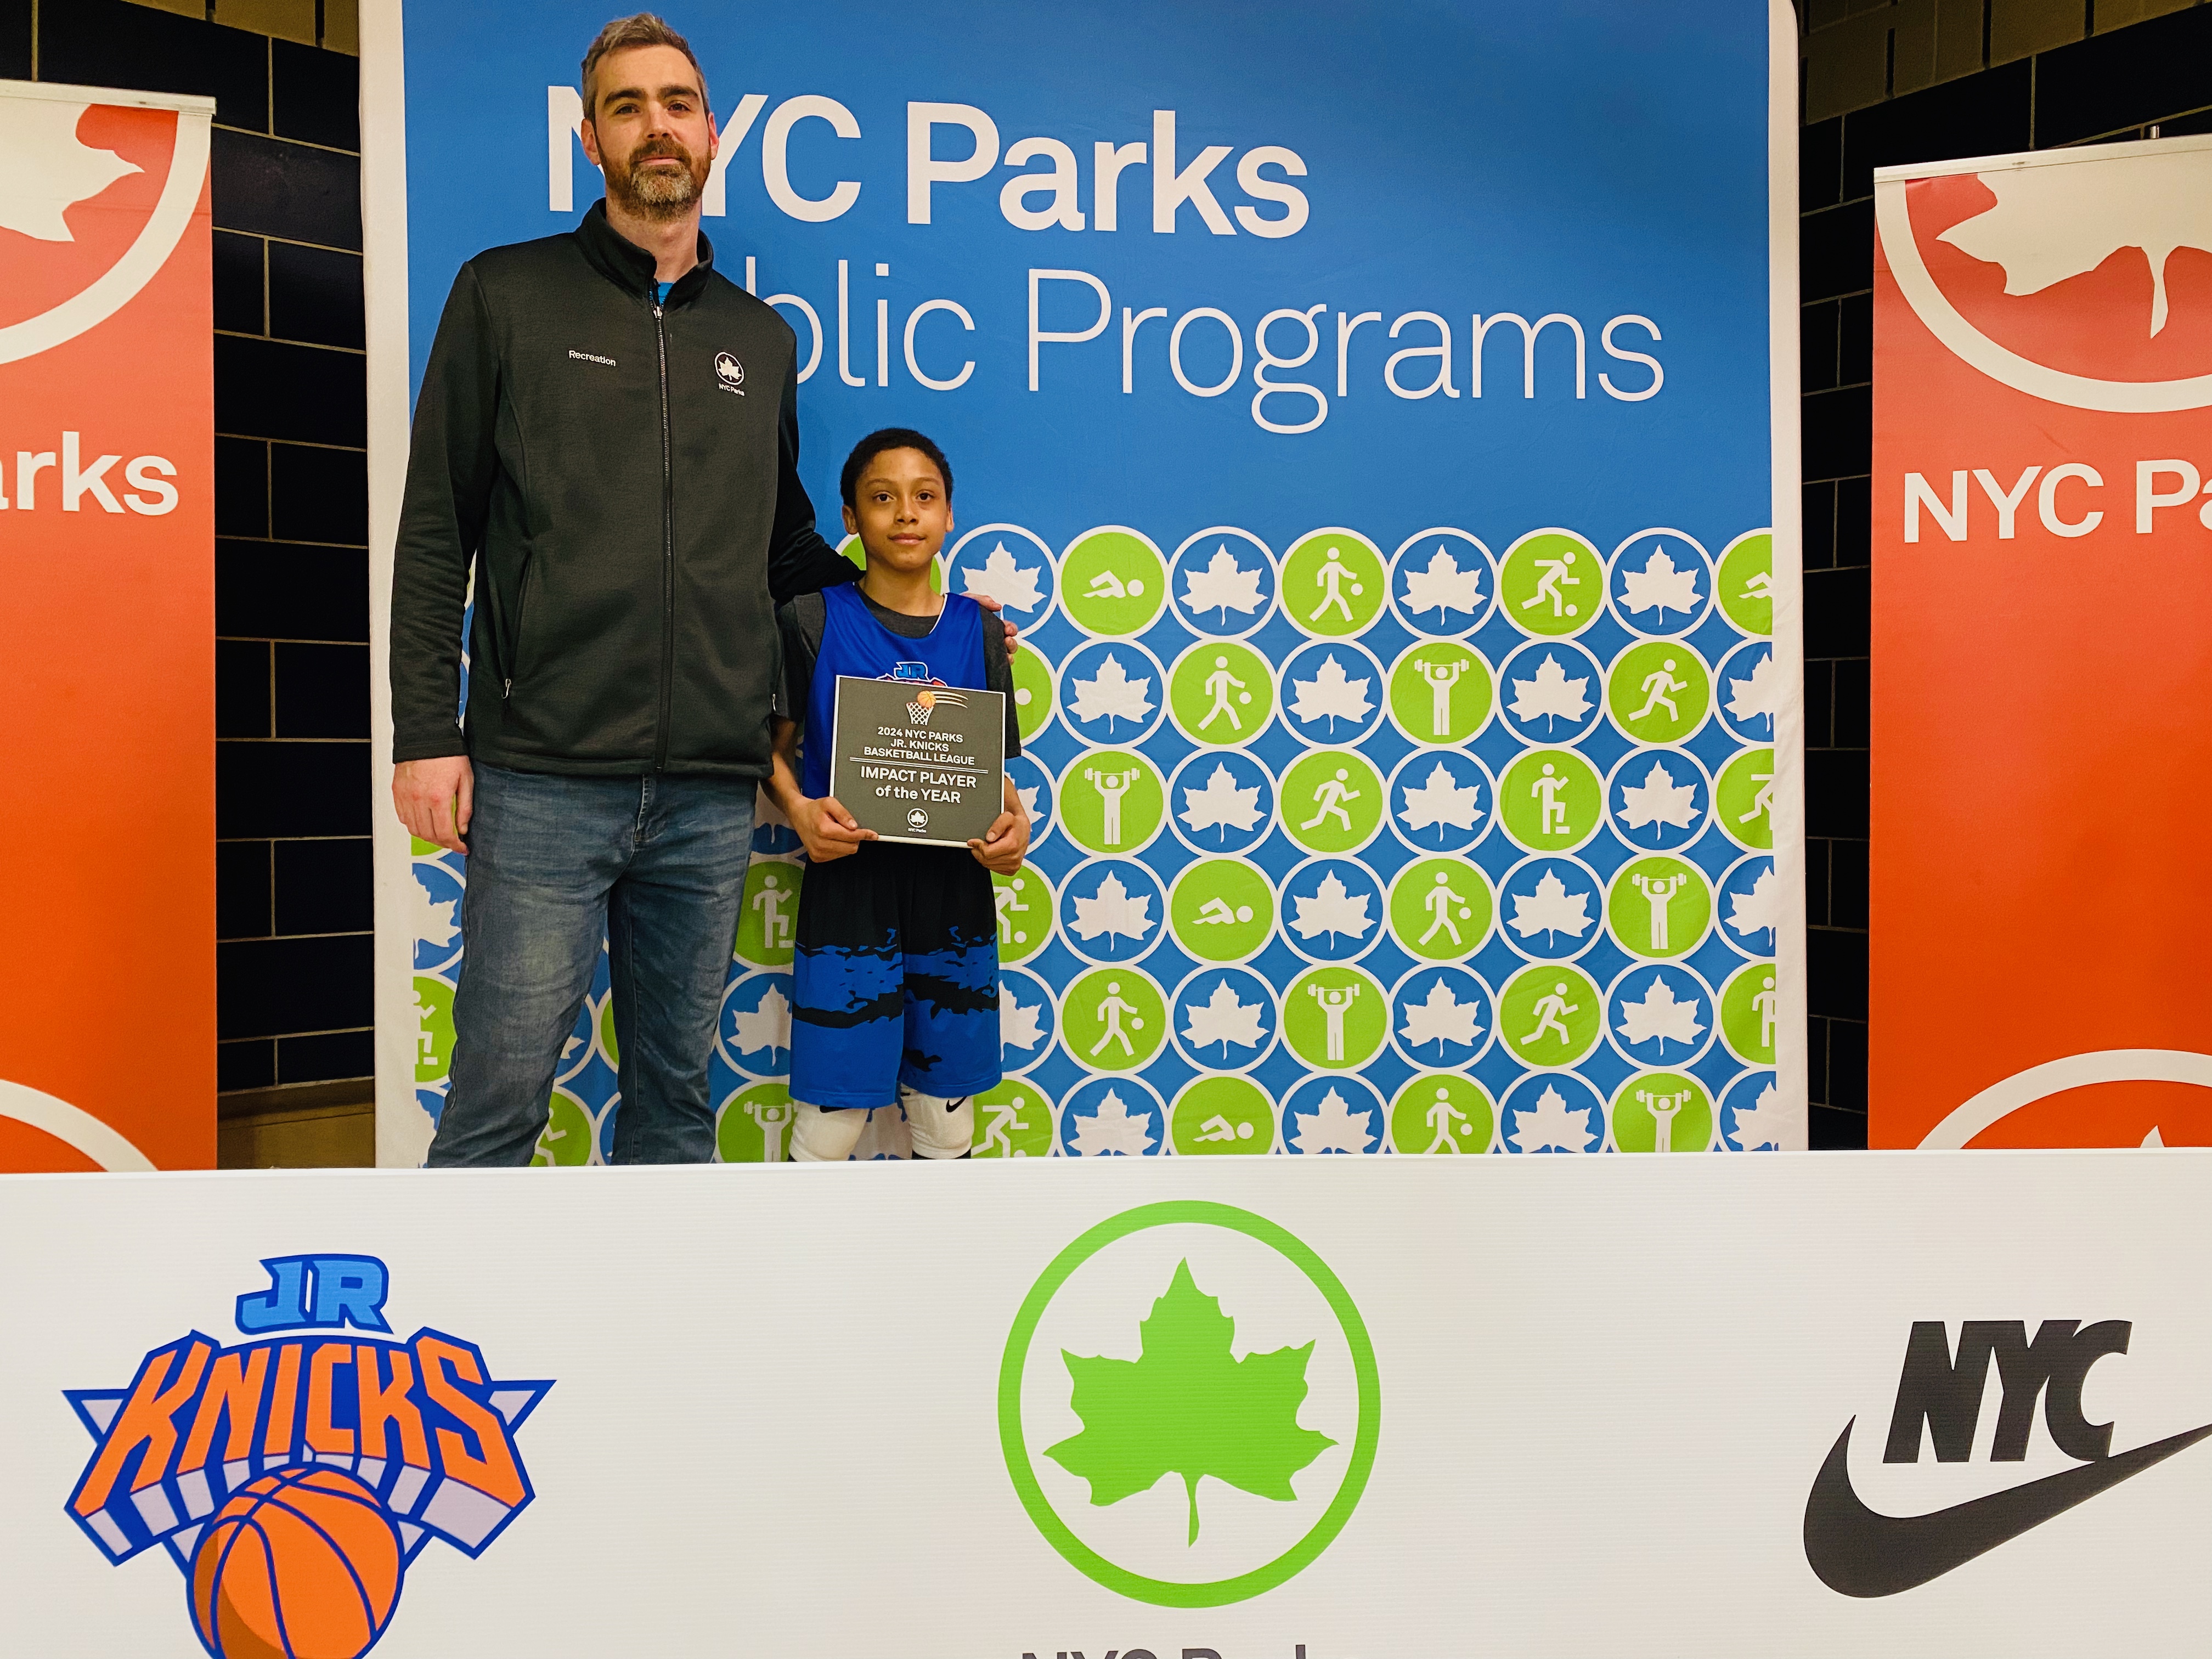 NYC Parks
blic Programs
arks
NYC Pa
Recreation
NYC Parks
JR
2024 NYC PARKS
JR. KNICKS
BASKETBALL LEAGUE
IMPACT PLAYER
of the YEAR
NYC Parks
JR
KNICKS
NYC